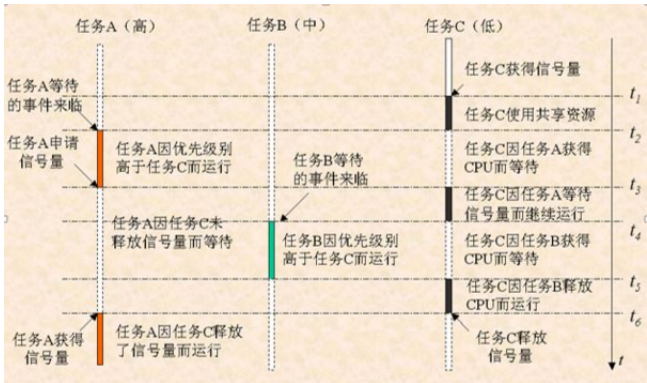 任务A（高）
任务B（中）
任务C（低）
任务C获得信号量
任务A等待
的事件来临
t1
任务C使用共享资源
t2
任务A申请
信号量
任务A因优先级别
高于任务C而运行
任务C因任务A获得
CPU而等待
任务B等待
的事件来临
t3
任务C因任务A等待
信号量而继续运行
任务A因任务C未
释放信号量而等待
t4
任务B因优先级别
高于任务C而运行
任务C因任务B获得
CPU而等待
t5
任务C因任务B释放
CPU而运行
t6
任务A获得
信号量
任务A因任务C释放
了信号量而运行
任务C释放
信号量
t